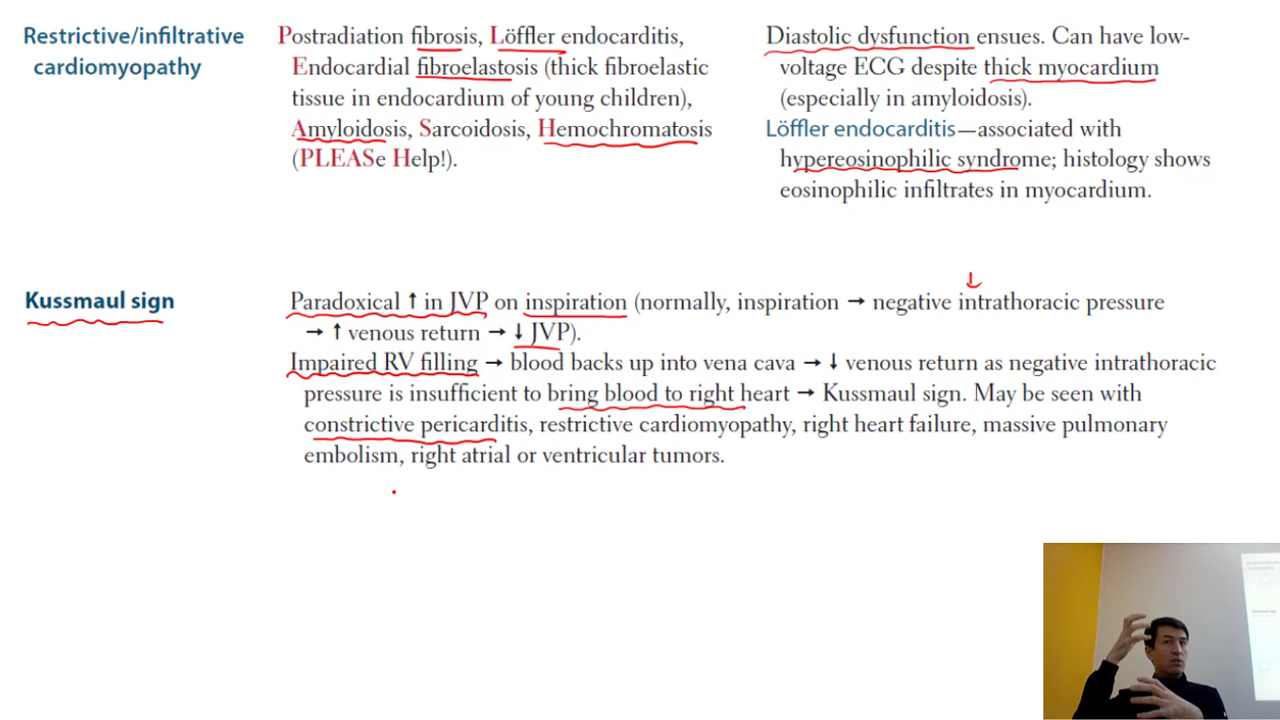 Restrictive/infiltrative
cardiomyopathy
Postradiation fibrosis, Löffler endocarditis,
Endocardial fibroelastosis (thick fibroelastic
tissue in endocardium of young children),
Amyloidosis, Sarcoidosis, Hemochromatosis
(PLEASe Help!).
Diastolic dysfunction ensues. Can have low-
voltage ECG despite thick myocardium
(especially in amyloidosis).
Löffler endocarditis—associated with
hypereosinophilic syndrome; histology shows
eosinophilic infiltrates in myocardium.
Kussmaul sign
Paradoxical ↑ in JVP on inspiration (normally, inspiration → negative intrathoracic pressure
→ ↑ venous return → ↓ JVP).
Impaired RV filling → blood backs up into vena cava → ↓ venous return as negative intrathoracic
pressure is insufficient to bring blood to right heart → Kussmaul sign. May be seen with
constrictive pericarditis, restrictive cardiomyopathy, right heart failure, massive pulmonary
embolism, right atrial or ventricular tumors.